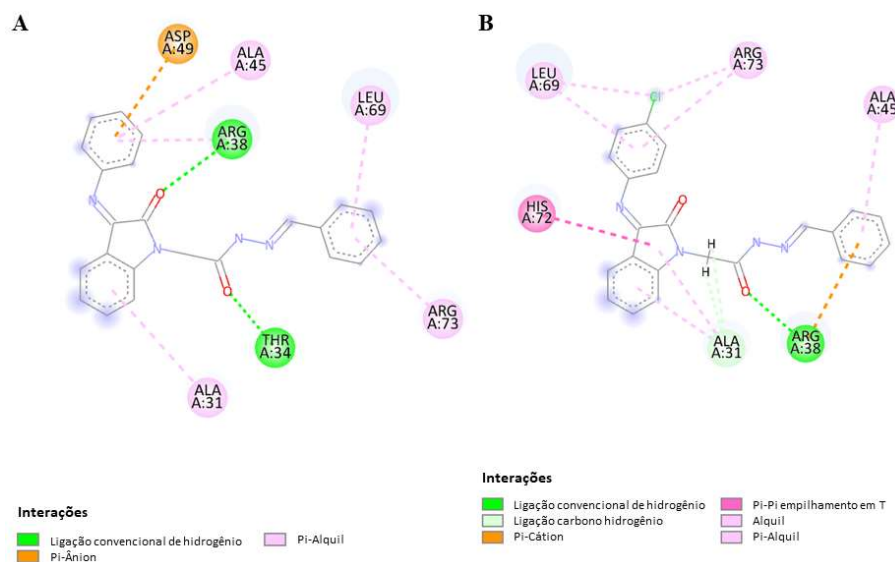 A
ASP
A:49
ALA
A:45
LEU
A:69
ARG
A:38
O
N
N
N
N
O
ARG
A:73
THR
A:34
ALA
A:31
Interações
Ligação convencional de hidrogênio
Pi-Ânion
Pi-Alquil
B
LEU
A:69
ARG
A:73
Cl
ALA
A:45
HIS
A:72
N
O
N
H
H
N
N
O
ALA
A:31
ARG
A:38
Interações
Ligação convencional de hidrogênio
Ligação carbono hidrogênio
Pi-Cátion
Pi-Pi empilhamento em T
Alquil
Pi-Alquil